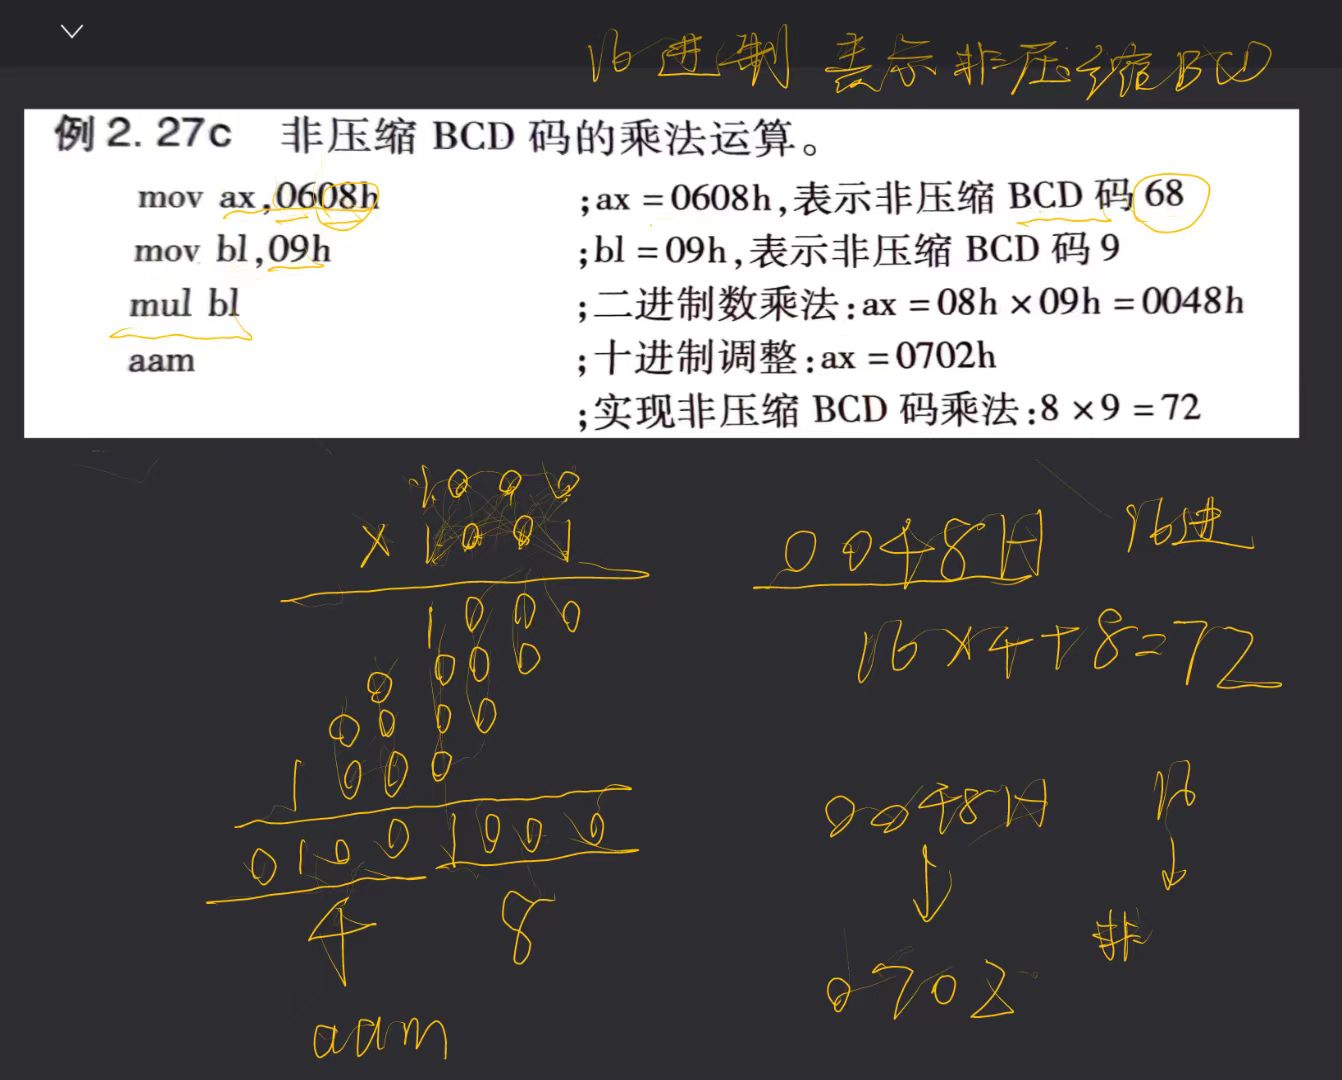 16进制 表示非压缩BCD
例2.27c 非压缩 BCD 码的乘法运算。
mov ax,0608h ;ax=0608h,表示非压缩 BCD 码 68
mov bl,09h ;bl=09h,表示非压缩 BCD 码 9
mul bl ;二进制数乘法:ax=08h×09h=0048h
aam ;十进制调整:ax=0702h
;实现非压缩 BCD 码乘法:8×9=72
1000
×1001
1000
0000
0000
1000
0100 1000
4 8
aam
0048H 16进
16×4+8=72
0048H 16
↓ ↓
0702 非